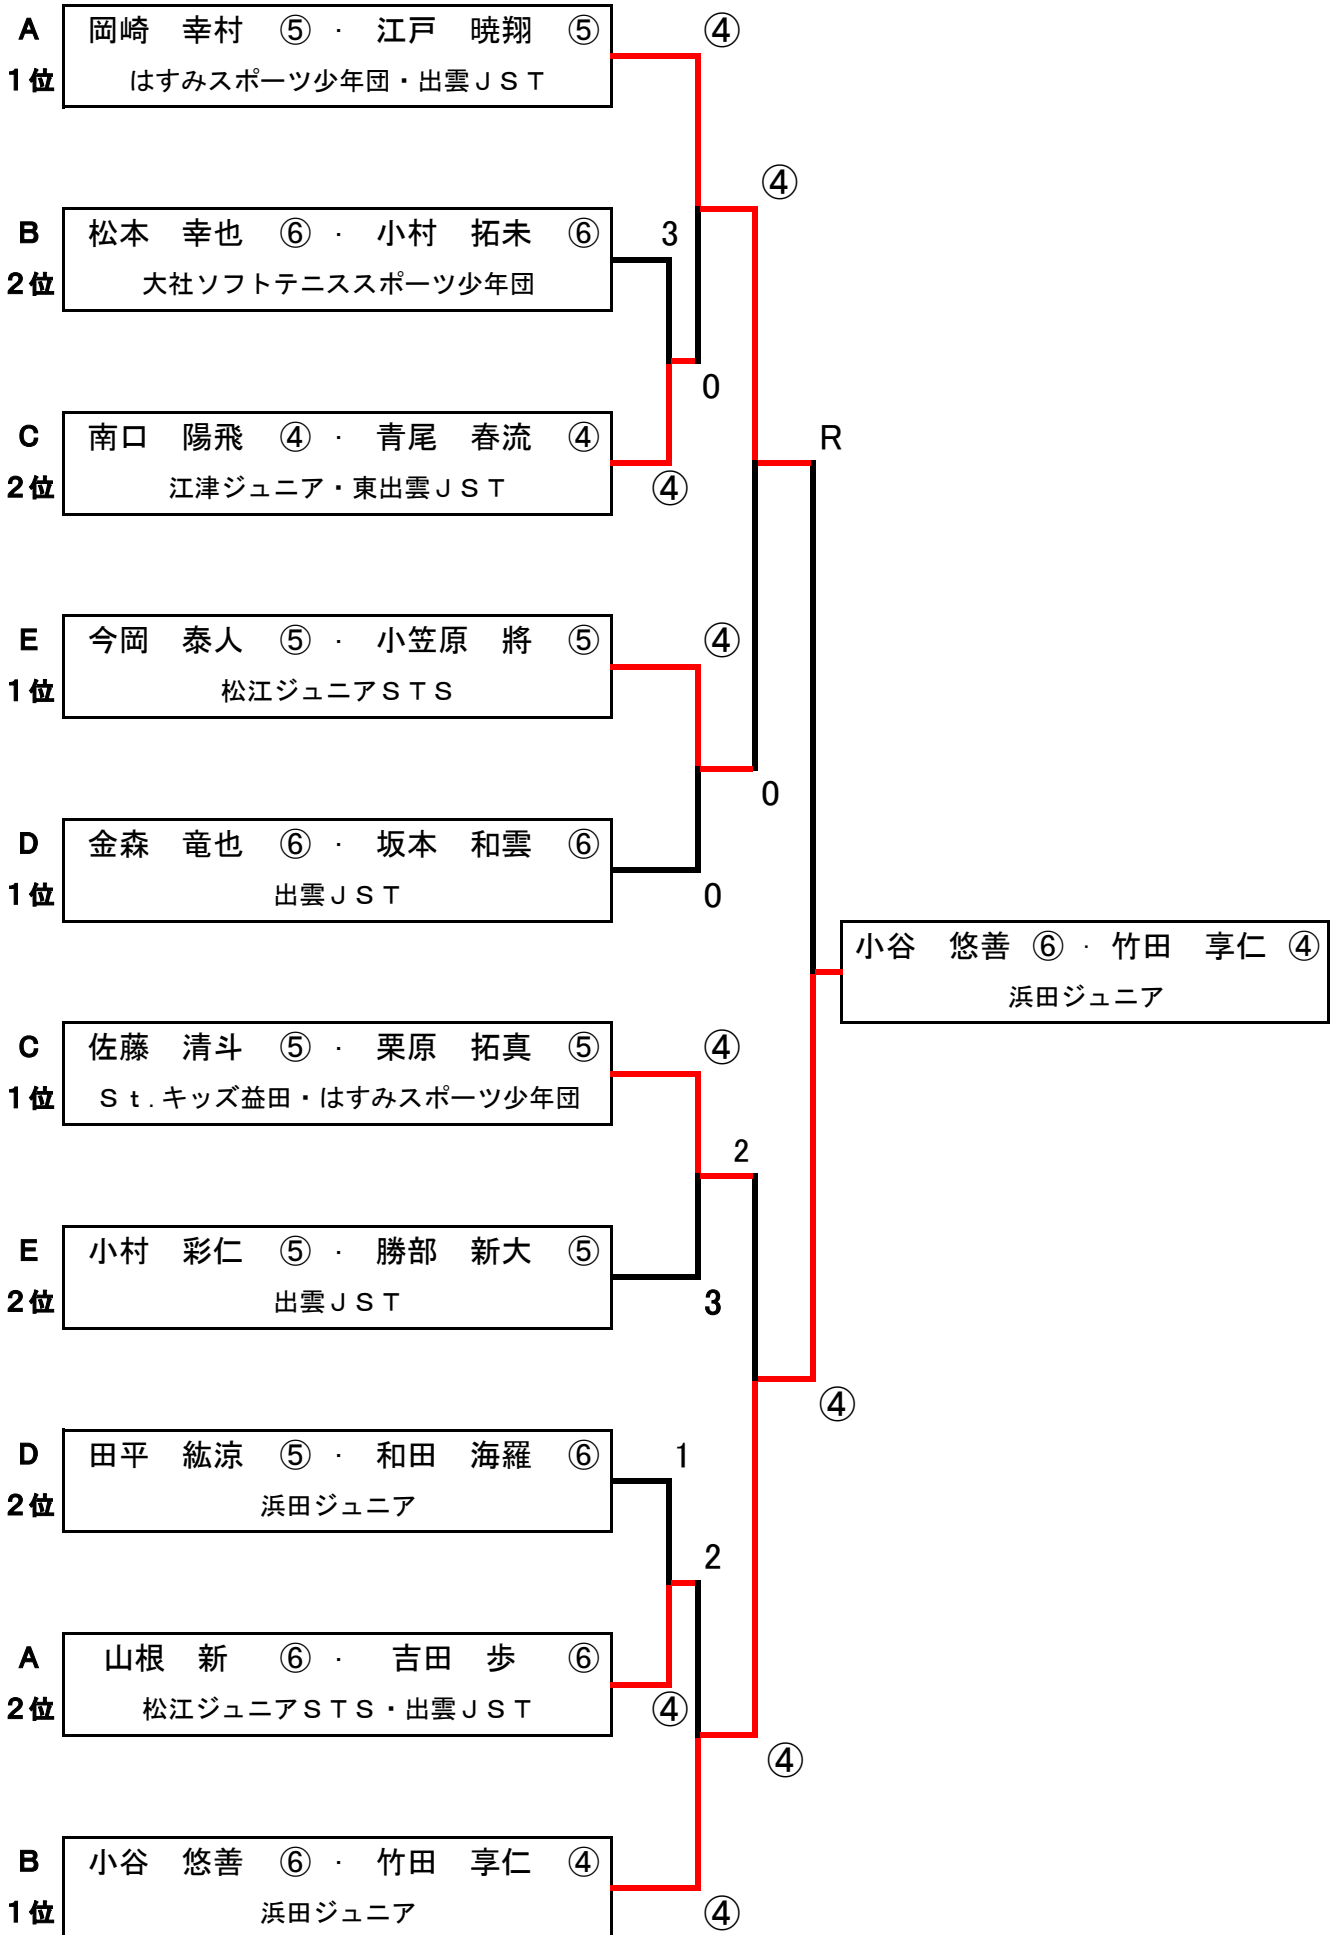 A
岡崎　幸村　⑤　・　江戸　暁翔　⑤
1位
はすみスポーツ少年団・出雲ＪＳＴ
④
④
B
松本　幸也　⑥　・　小村　拓未　⑥
3
2位
大社ソフトテニススポーツ少年団
0
C
南口　陽飛　④　・　青尾　春流　④
R
2位
江津ジュニア・東出雲ＪＳＴ
④
E
今岡　泰人　⑤　・　小笠原　將　⑤
④
1位
松江ジュニアＳＴＳ
0
D
金森　竜也　⑥　・　坂本　和雲　⑥
1位
出雲ＪＳＴ
0
小谷　悠善　⑥　・　竹田　享仁　④
浜田ジュニア
C
佐藤　清斗　⑤　・　栗原　拓真　⑤
④
1位
Ｓｔ.キッズ益田・はすみスポーツ少年団
2
E
小村　彩仁　⑤　・　勝部　新大　⑤
2位
出雲ＪＳＴ
3
④
D
田平　紘涼　⑤　・　和田　海羅　⑥
1
2位
浜田ジュニア
2
A
山根　新　⑥　・　吉田　歩　⑥
2位
松江ジュニアＳＴＳ・出雲ＪＳＴ
④
④
B
小谷　悠善　⑥　・　竹田　享仁　④
1位
浜田ジュニア
④